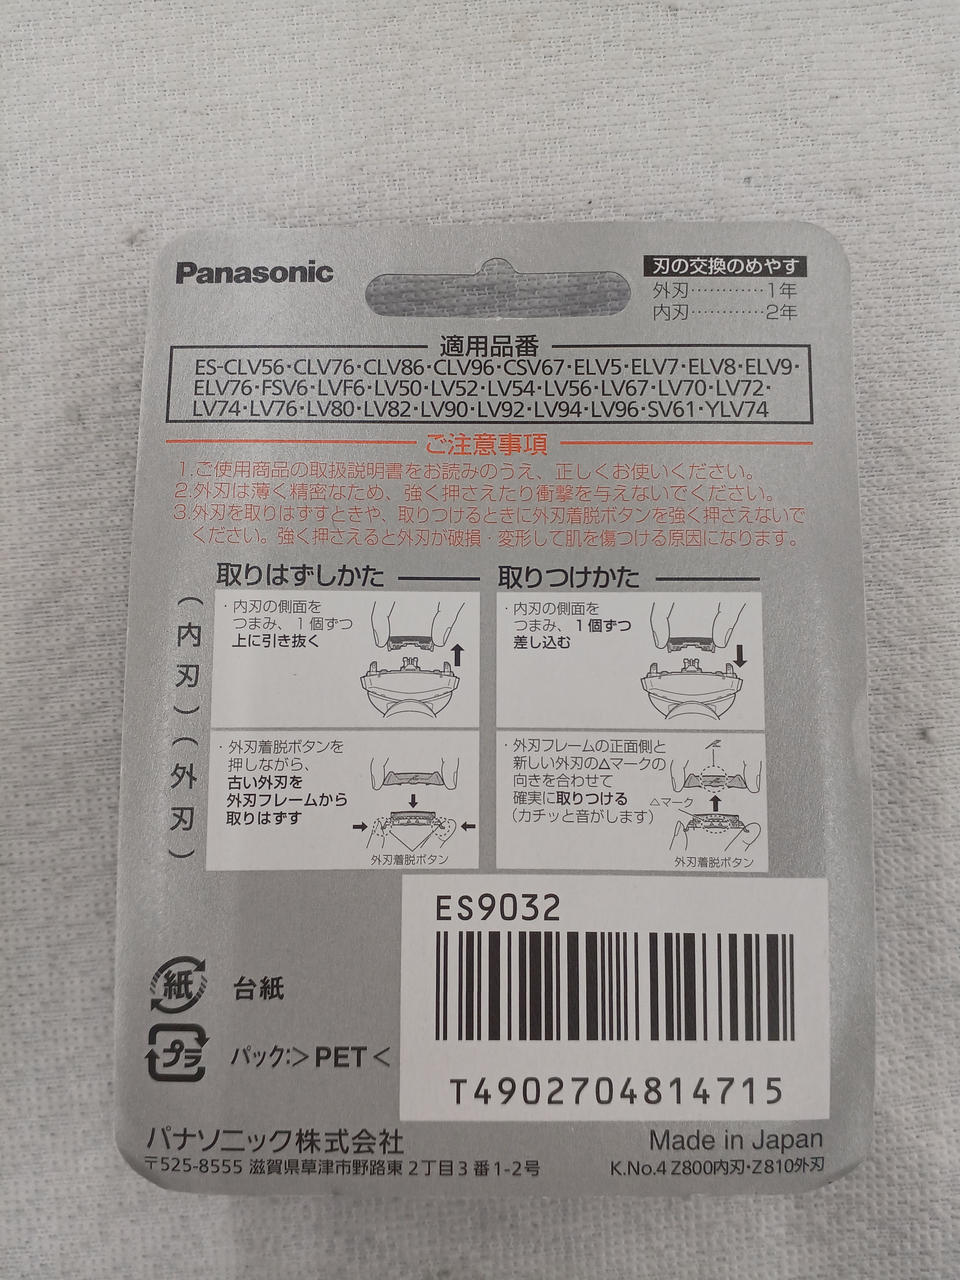 Panasonic
刃の交換のめやす
外刃…………1年
内刃…………2年
適用品番
ES-CLV56・CLV76・CLV86・CLV96・CSV67・ELV5・ELV7・ELV8・ELV9・
ELV76・FSV6・LVF6・LV50・LV52・LV54・LV56・LV67・LV70・LV72・
LV74・LV76・LV80・LV82・LV90・LV92・LV94・LV96・SV61・YLV74
ご注意事項
1.ご使用商品の取扱説明書をお読みのうえ、正しくお使いください。
2.外刃は薄く精密なため、強く押さえたり衝撃を与えないでください。
3.外刃を取りはずすときや、取りつけるときに外刃着脱ボタンを強く押さえないで
ください。強く押さえると外刃が破損・変形して肌を傷つける原因になります。
取りはずしかた
取りつけかた
（内刃）
・内刃の側面を
つまみ、1個ずつ
上に引き抜く
・内刃の側面を
つまみ、1個ずつ
差し込む
（外刃）
・外刃着脱ボタンを
押しながら、
古い外刃を
外刃フレームから
取りはずす
外刃着脱ボタン
・外刃フレームの正面側と
新しい外刃の△マークの
向きを合わせて
確実に取りつける
（カチッと音がします）
△マーク
外刃着脱ボタン
ES9032
T4902704814715
紙 台紙
プラ パック:＞PET＜
パナソニック株式会社
〒525-8555 滋賀県草津市野路東2丁目3番1-2号
Made in Japan
K.No.4 Z800内刃・Z810外刃